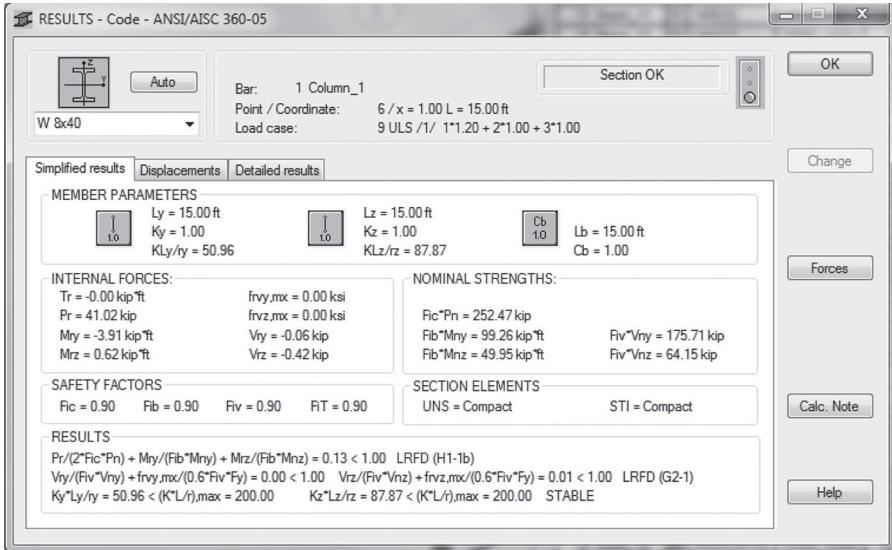 RESULTS - Code - ANSI/AISC 360-05
Z
Y
Auto
W 8x40
Bar: 1 Column_1
Point / Coordinate: 6 / x = 1.00 L = 15.00 ft
Load case: 9 ULS /1/ 1*1.20 + 2*1.00 + 3*1.00
Section OK
OK
Change
Forces
Calc. Note
Help
Simplified results Displacements Detailed results
MEMBER PARAMETERS
1.0
Ly = 15.00 ft
Ky = 1.00
KLy/ry = 50.96
1.0
Lz = 15.00 ft
Kz = 1.00
KLz/rz = 87.87
Cb
1.0
Lb = 15.00 ft
Cb = 1.00
INTERNAL FORCES:
Tr = -0.00 kip*ft frvy,mx = 0.00 ksi
Pr = 41.02 kip frvz,mx = 0.00 ksi
Mry = -3.91 kip*ft Vry = -0.06 kip
Mrz = 0.62 kip*ft Vrz = -0.42 kip
NOMINAL STRENGTHS:
Fic*Pn = 252.47 kip
Fib*Mny = 99.26 kip*ft Fiv*Vny = 175.71 kip
Fib*Mnz = 49.95 kip*ft Fiv*Vnz = 64.15 kip
SAFETY FACTORS
Fic = 0.90 Fib = 0.90 Fiv = 0.90 FiT = 0.90
SECTION ELEMENTS
UNS = Compact STI = Compact
RESULTS
Pr/(2*Fic*Pn) + Mry/(Fib*Mny) + Mrz/(Fib*Mnz) = 0.13 < 1.00 LRFD (H1-1b)
Vry/(Fiv*Vny) + frvy,mx/(0.6*Fiv*Fy) = 0.00 < 1.00 Vrz/(Fiv*Vnz) + frvz,mx/(0.6*Fiv*Fy) = 0.01 < 1.00 LRFD (G2-1)
Ky*Ly/ry = 50.96 < (K*L/r),max = 200.00 Kz*Lz/rz = 87.87 < (K*L/r),max = 200.00 STABLE